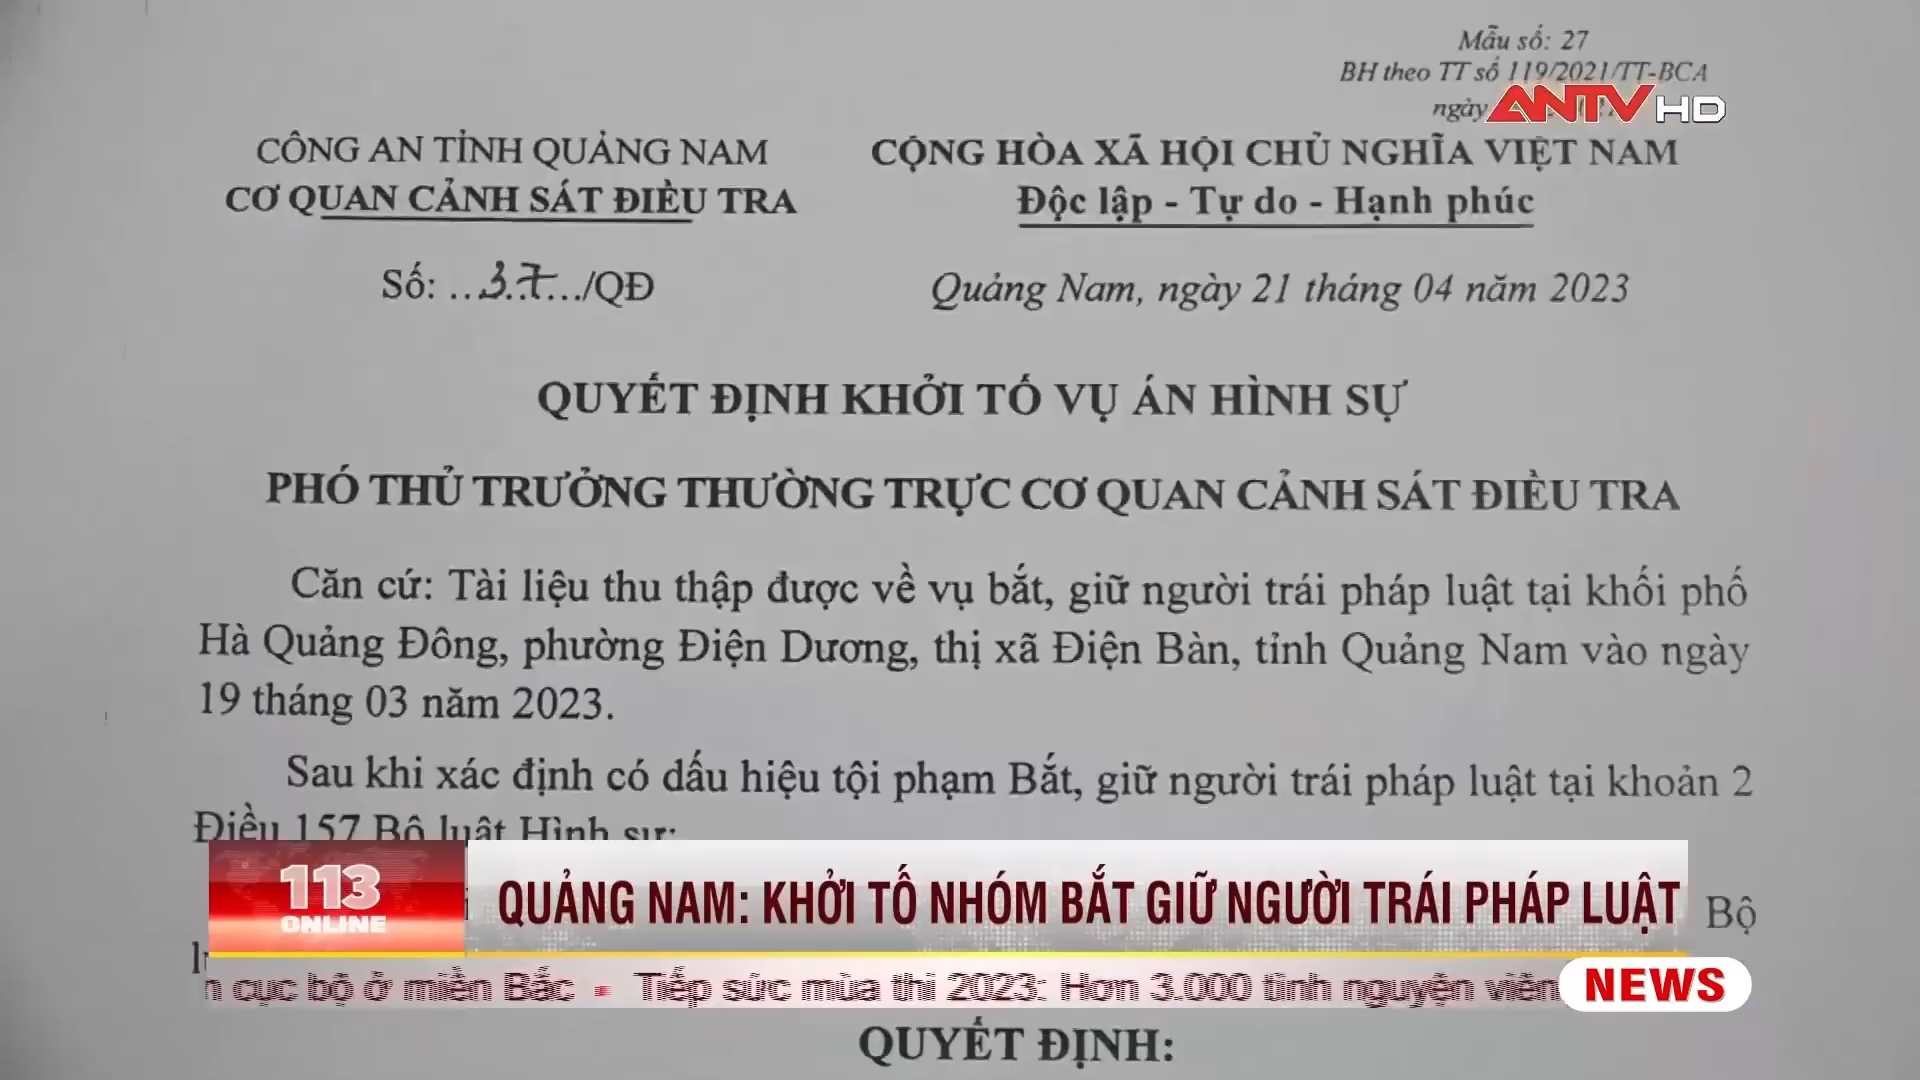 Mẫu số: 27
BH theo TT số 119/2021/TT-BCA
ngày
ANTV HD
CÔNG AN TỈNH QUẢNG NAM
CƠ QUAN CẢNH SÁT ĐIỀU TRA
CỘNG HÒA XÃ HỘI CHỦ NGHĨA VIỆT NAM
Độc lập - Tự do - Hạnh phúc
Số: ...37.../QĐ
Quảng Nam, ngày 21 tháng 04 năm 2023
QUYẾT ĐỊNH KHỞI TỐ VỤ ÁN HÌNH SỰ
PHÓ THỦ TRƯỞNG THƯỜNG TRỰC CƠ QUAN CẢNH SÁT ĐIỀU TRA
Căn cứ: Tài liệu thu thập được về vụ bắt, giữ người trái pháp luật tại khối phố
Hà Quảng Đông, phường Điện Dương, thị xã Điện Bàn, tỉnh Quảng Nam vào ngày
19 tháng 03 năm 2023.
Sau khi xác định có dấu hiệu tội phạm Bắt, giữ người trái pháp luật tại khoản 2
Điều 157 Bộ luật Hình sự;
113
ONLINE
QUẢNG NAM: KHỞI TỐ NHÓM BẮT GIỮ NGƯỜI TRÁI PHÁP LUẬT
Bộ
cục bộ ở miền Bắc - Tiếp sức mùa thi 2023: Hơn 3.000 tình nguyện viên
NEWS
QUYẾT ĐỊNH: